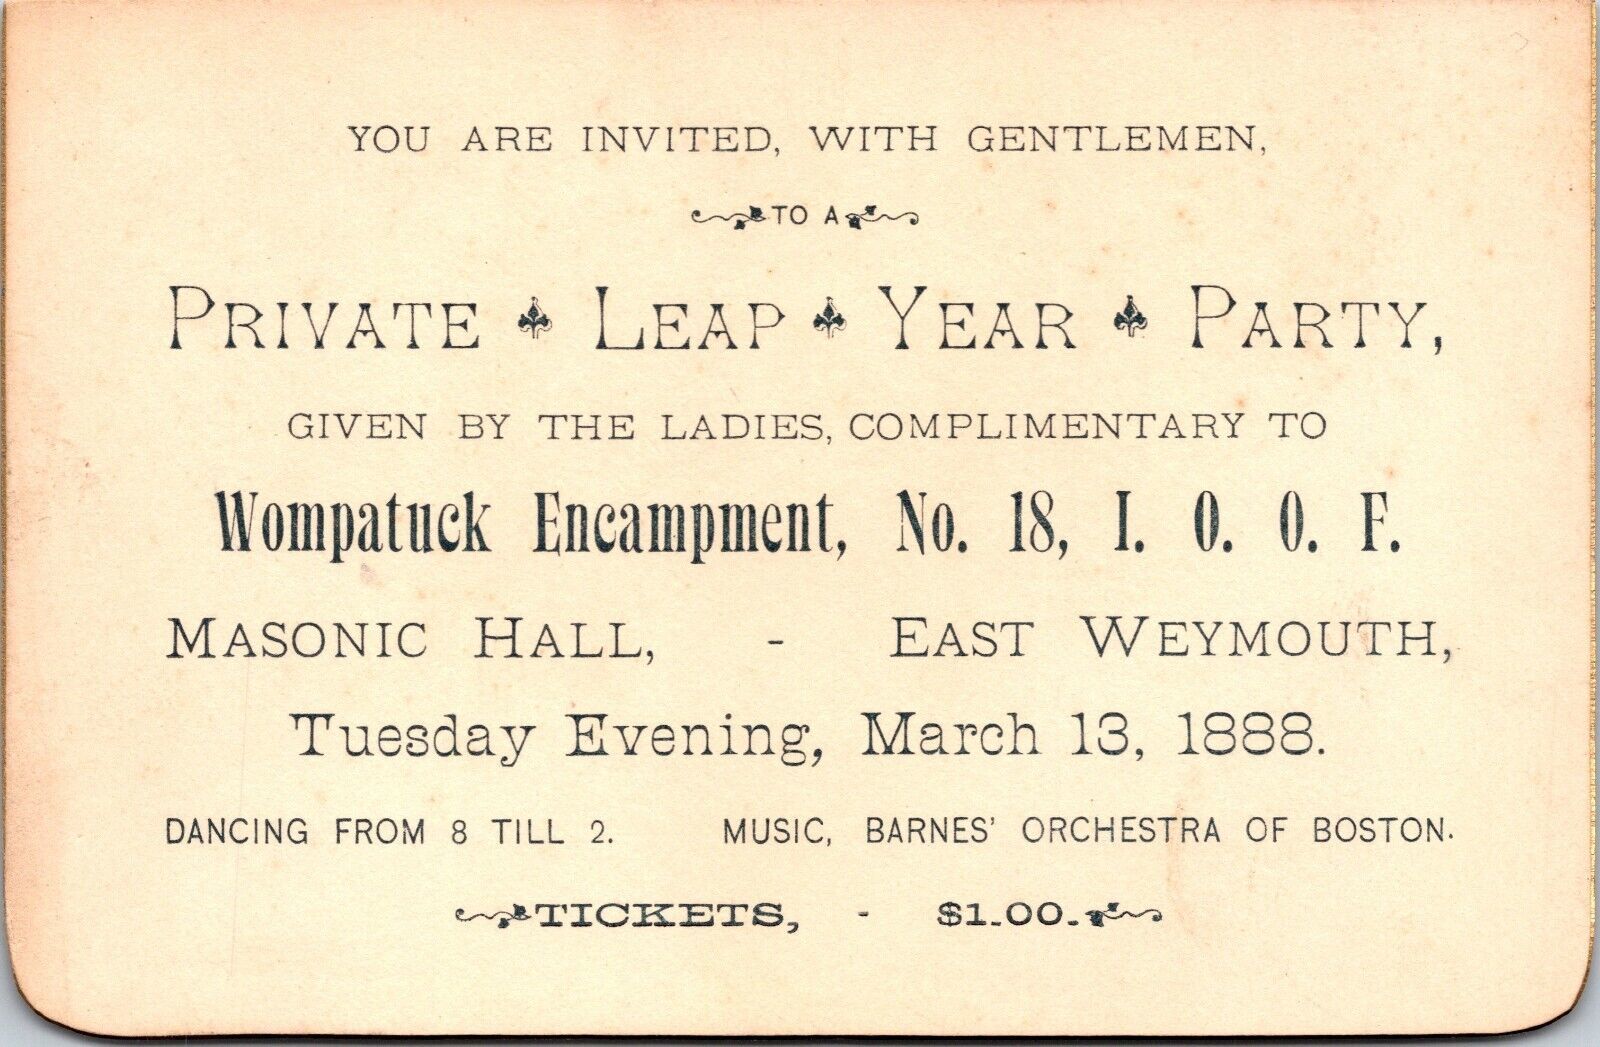 YOU ARE INVITED, WITH GENTLEMEN,
TO A
PRIVATE LEAP YEAR PARTY,
GIVEN BY THE LADIES, COMPLIMENTARY TO
Wompatuck Encampment, No. 18, I. O. O. F.
MASONIC HALL, - EAST WEYMOUTH,
Tuesday Evening, March 13, 1888.
DANCING FROM 8 TILL 2. MUSIC, BARNES' ORCHESTRA OF BOSTON.
TICKETS, - $1.00.